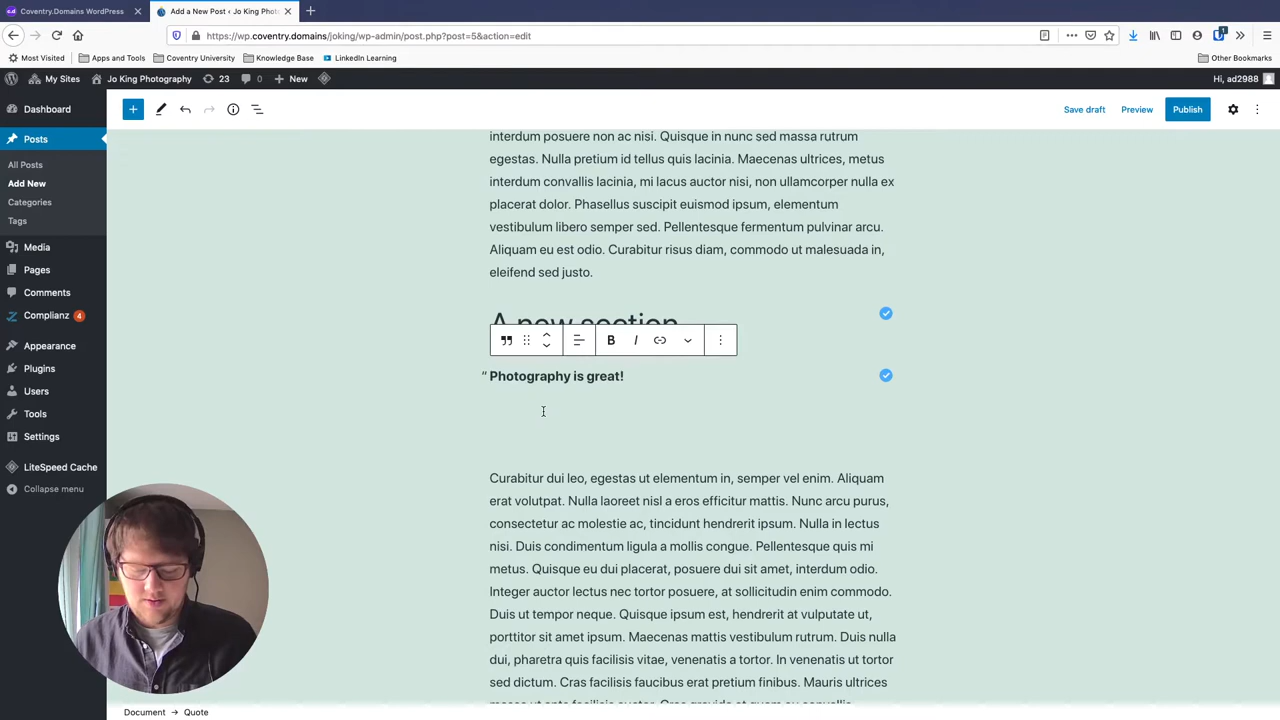 Coventry.Domains WordPress
Add a New Post ‹ Jo King Phot
https://wp.coventry.domains/joking/wp-admin/post.php?post=5&action=edit
Most Visited
Apps and Tools
Coventry University
Knowledge Base
LinkedIn Learning
Other Bookmarks
My Sites
Jo King Photography
23
0
New
Hi, ad2988
Dashboard
Posts
All Posts
Add New
Categories
Tags
Media
Pages
Comments
Complianz 4
Appearance
Plugins
Users
Tools
Settings
LiteSpeed Cache
Collapse menu
Save draft
Preview
Publish
interdum posuere non ac nisi. Quisque in nunc sed massa rutrum
egestas. Nulla pretium id tellus quis lacinia. Maecenas ultrices, metus
interdum convallis lacinia, mi lacus auctor nisi, non ullamcorper nulla ex
placerat dolor. Phasellus suscipit euismod ipsum, elementum
vestibulum libero semper sed. Pellentesque fermentum pulvinar arcu.
Aliquam eu est odio. Curabitur risus diam, commodo ut malesuada in,
eleifend sed justo.
A new section
B I
“ Photography is great!
Curabitur dui leo, egestas ut elementum in, semper vel enim. Aliquam
erat volutpat. Nulla laoreet nisl a eros efficitur mattis. Nunc arcu purus,
consectetur ac molestie ac, tincidunt hendrerit ipsum. Nulla in lectus
nisi. Duis condimentum ligula a mollis congue. Pellentesque quis mi
metus. Quisque eu dui placerat, posuere dui sit amet, interdum odio.
Integer auctor lectus nec tortor posuere, at sollicitudin enim commodo.
Duis ut tempor neque. Quisque ipsum est, hendrerit at vulputate ut,
porttitor sit amet ipsum. Maecenas mattis vestibulum rutrum. Duis nulla
dui, pharetra quis facilisis vitae, venenatis a tortor. In venenatis ut tortor
sed dictum. Cras facilisis faucibus erat pretium finibus. Mauris ultrices
Document → Quote